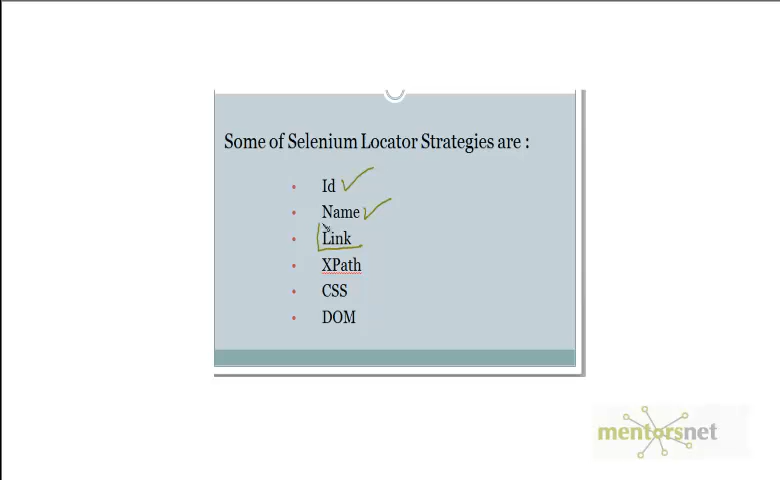 Some of Selenium Locator Strategies are :
• Id
• Name
• Link
• XPath
• CSS
• DOM
mentorsnet